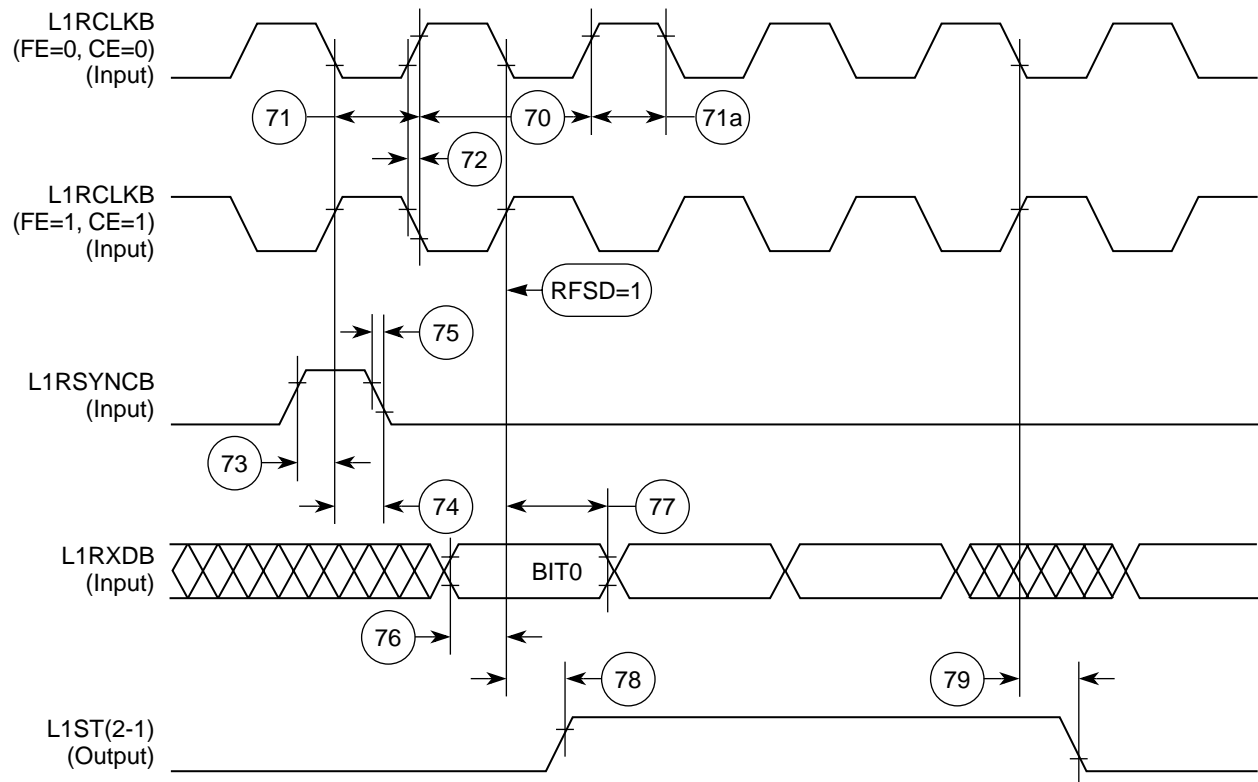 L1RCLKB
(FE=0, CE=0)
(Input)
71
70
71a
72
L1RCLKB
(FE=1, CE=1)
(Input)
RFSD=1
75
L1RSYNCB
(Input)
73
74
77
L1RXDB
(Input)
BIT0
76
78
79
L1ST(2-1)
(Output)